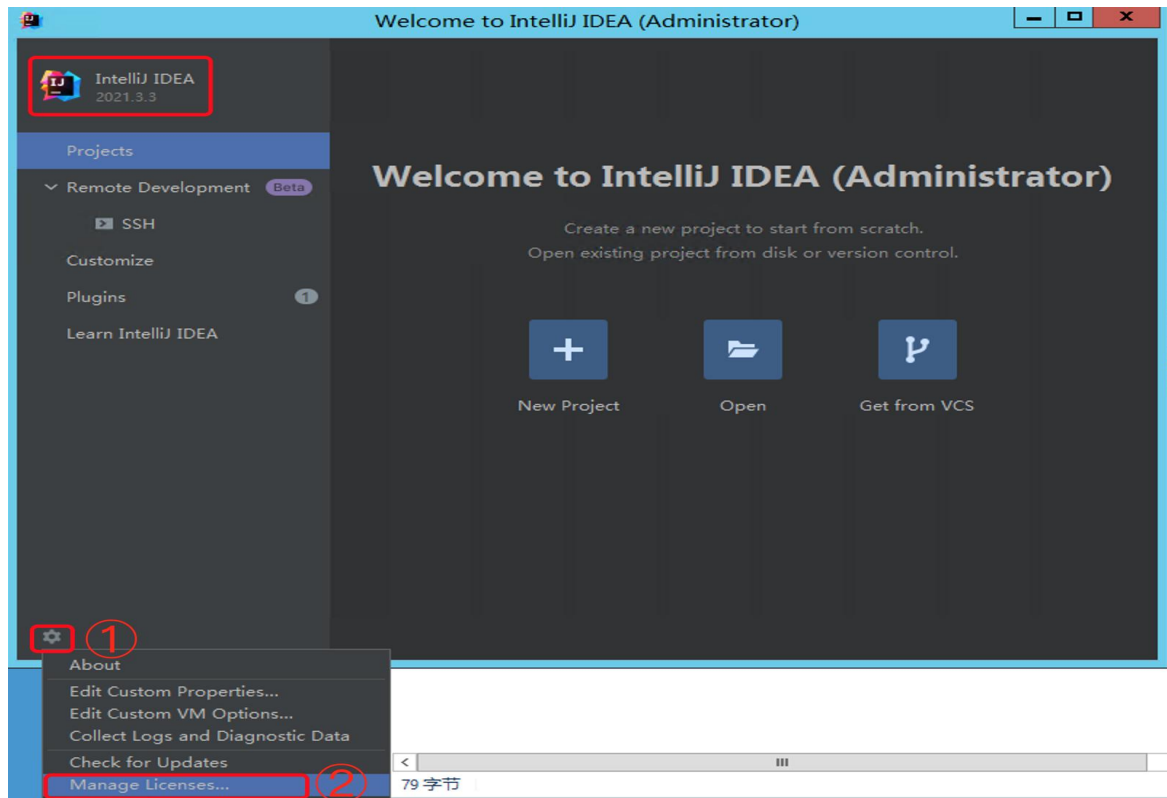 Welcome to IntelliJ IDEA (Administrator)
IntelliJ IDEA
2021.3.3
Projects
Remote Development Beta
SSH
Customize
Plugins 1
Learn IntelliJ IDEA
Welcome to IntelliJ IDEA (Administrator)
Create a new project to start from scratch.
Open existing project from disk or version control.
New Project Open Get from VCS
①
About
Edit Custom Properties...
Edit Custom VM Options...
Collect Logs and Diagnostic Data
Check for Updates
Manage Licenses... ②
79 字节